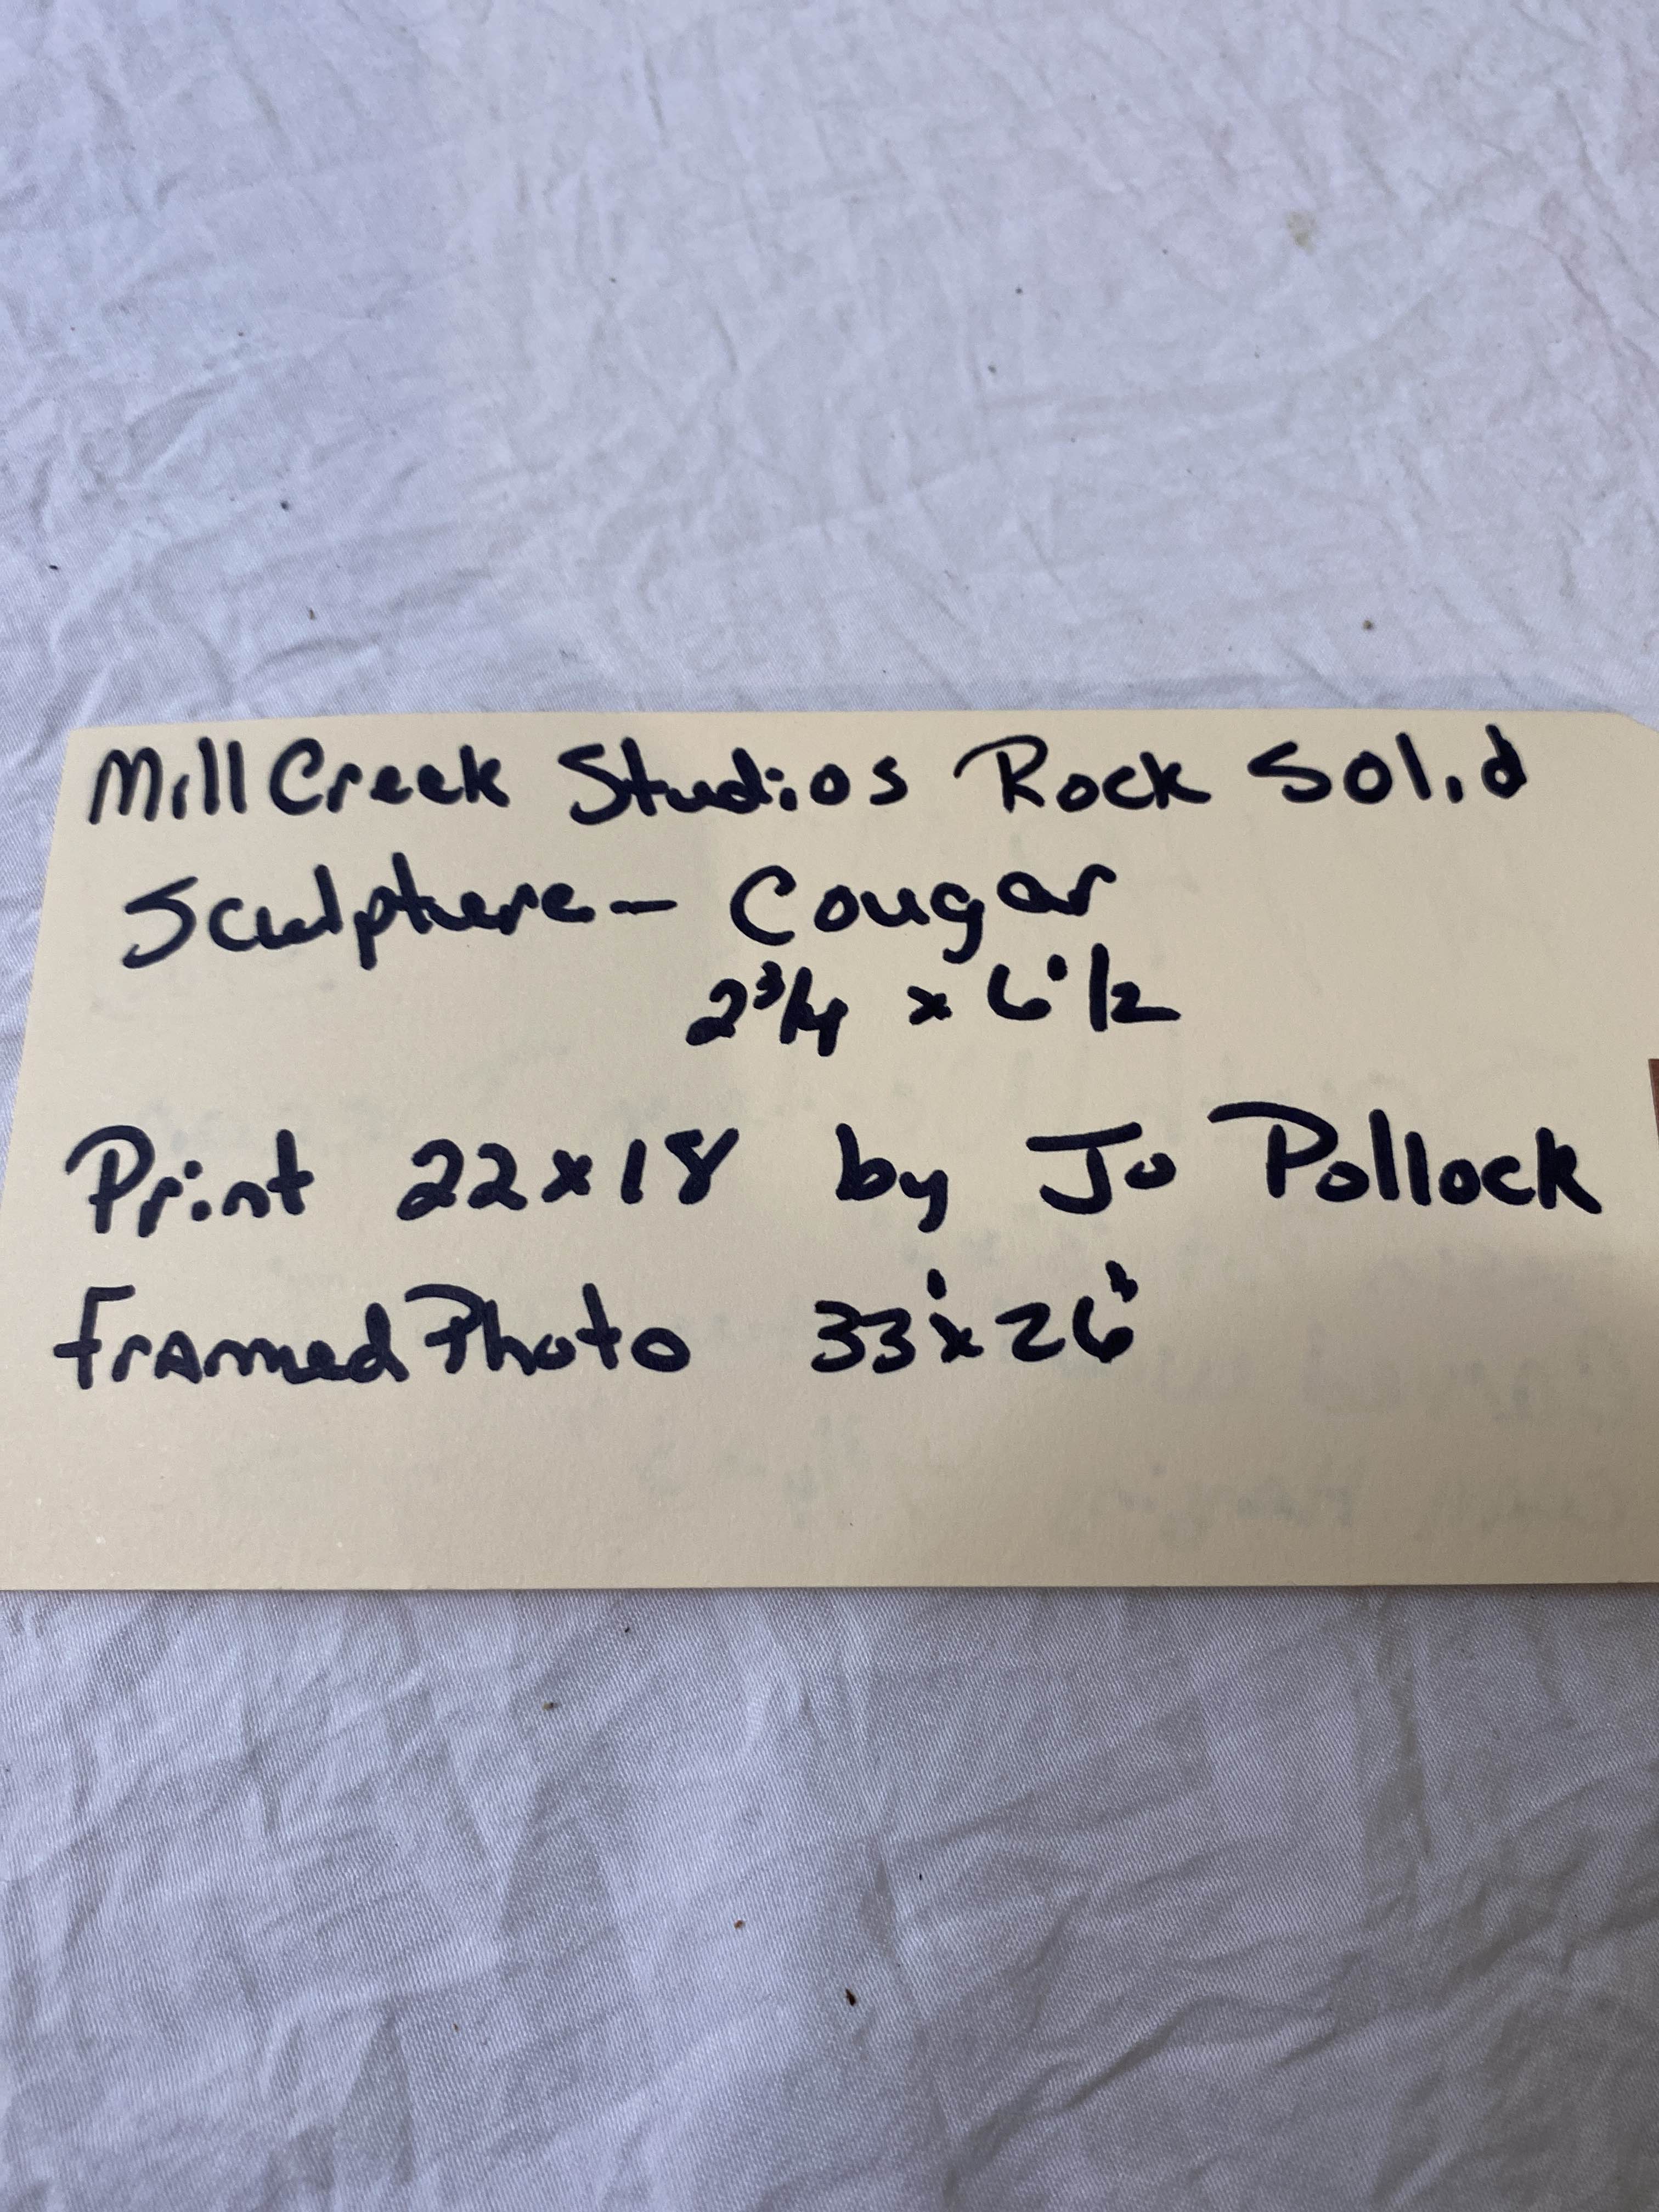 Mill Creek Studios Rock Solid
Sculpture - Cougar
2 3/4 x 6 1/2
Print 22x18 by Jo Pollock
Framed Photo 33" x 26"